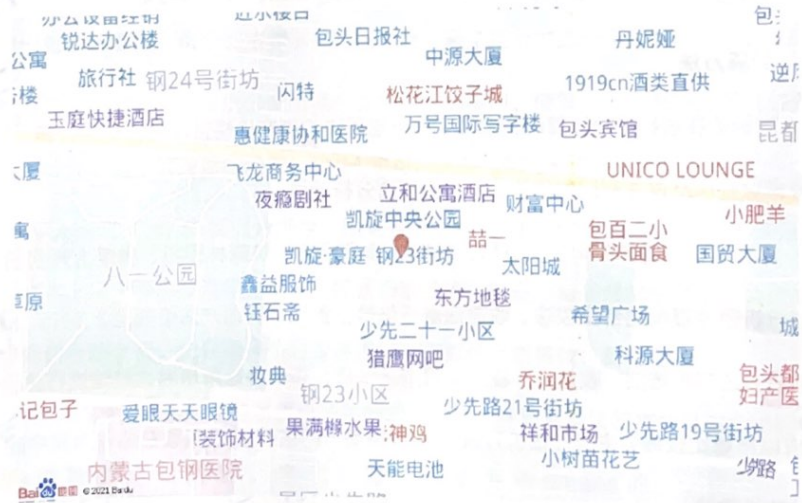 锐达办公楼
包头日报社
中源大厦
丹妮娅
公寓
旅行社
钢24号街坊
闪特
松花江饺子城
1919cn酒类直供
玉庭快捷酒店
惠健康协和医院
万号国际写字楼
包头宾馆
昆都
飞龙商务中心
UNICO LOUNGE
夜瘾剧社
立和公寓酒店
财富中心
小肥羊
凯旋中央公园
喆一
包百二小
骨头面食
国贸大厦
凯旋·豪庭
钢23街坊
太阳城
八一公园
鑫益服饰
东方地毯
草原
钰石斋
少先二十一小区
希望广场
城
猎鹰网吧
科源大厦
妆典
钢23小区
乔润花
包头都
妇产医
记包子
爱眼天天眼镜
少先路21号街坊
装饰材料
果满榔水果
神鸡
祥和市场
少先路19号街坊
内蒙古包钢医院
天能电池
小树苗花艺
Bai 地图 © 2021 Baidu